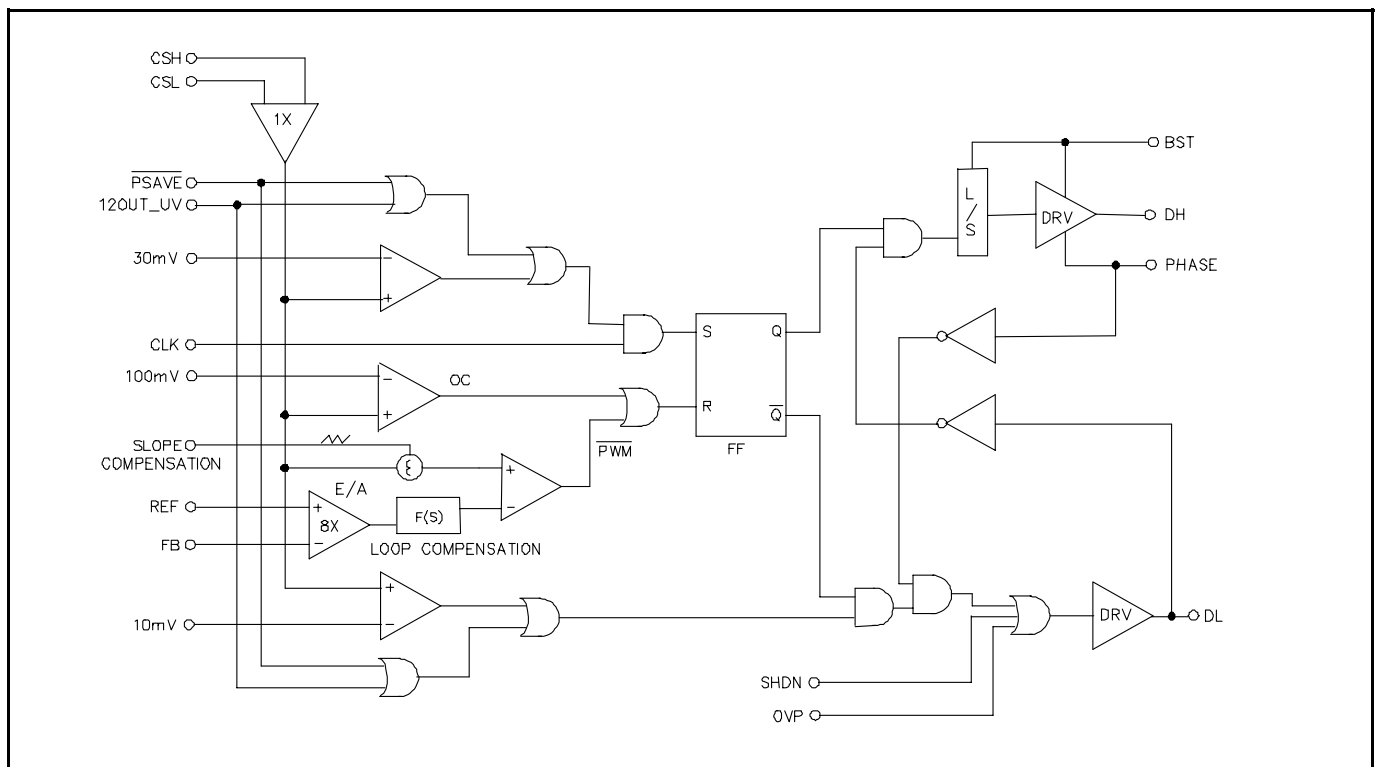 CSH
CSL
1X
PSAVE
12OUT_UV
30mV
-
+
CLK
100mV
-
OC
+
SLOPE
COMPENSATION
REF
E/A
+
8X
-
FB
F(S)
LOOP COMPENSATION
+
-
PWM
+
10mV
-
S
Q
R
Q
FF
L
/
S
BST
DRV
DH
PHASE
DRV
DL
SHDN
OVP